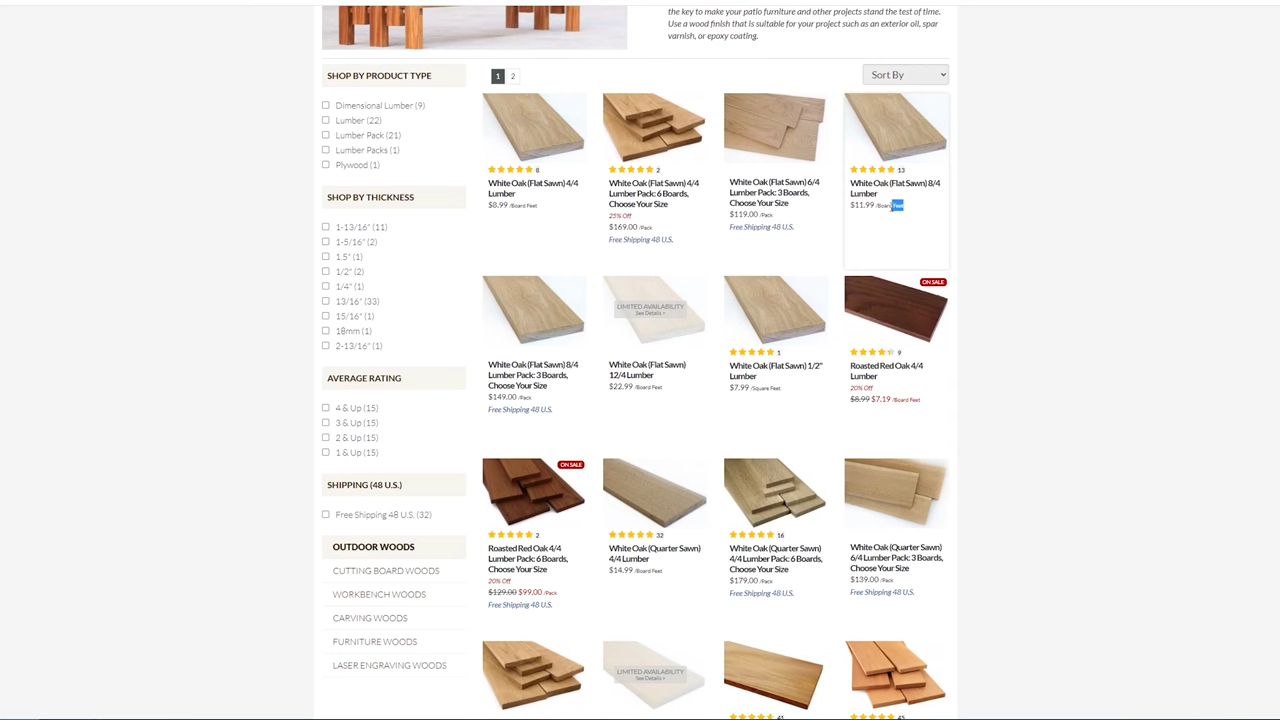 the key to make your patio furniture and other projects stand the test of time.
Use a wood finish that is suitable for your project such as an exterior oil, spar
varnish, or epoxy coating.
SHOP BY PRODUCT TYPE
Dimensional Lumber (9)
Lumber (22)
Lumber Pack (21)
Lumber Packs (1)
Plywood (1)
SHOP BY THICKNESS
1-13/16" (11)
1-5/16" (2)
1.5" (1)
1/2" (2)
1/4" (1)
13/16" (33)
15/16" (1)
18mm (1)
2-13/16" (1)
AVERAGE RATING
4 & Up (15)
3 & Up (15)
2 & Up (15)
1 & Up (15)
SHIPPING (48 U.S.)
Free Shipping 48 U.S. (32)
OUTDOOR WOODS
CUTTING BOARD WOODS
WORKBENCH WOODS
CARVING WOODS
FURNITURE WOODS
LASER ENGRAVING WOODS
1 2
Sort By
8
White Oak (Flat Sawn) 4/4
Lumber
$8.99 /Board Feet
2
White Oak (Flat Sawn) 4/4
Lumber Pack: 6 Boards,
Choose Your Size
25% Off
$169.00 /Pack
Free Shipping 48 U.S.
White Oak (Flat Sawn) 6/4
Lumber Pack: 3 Boards,
Choose Your Size
$119.00 /Pack
Free Shipping 48 U.S.
13
White Oak (Flat Sawn) 8/4
Lumber
$11.99 /Board Feet
White Oak (Flat Sawn) 8/4
Lumber Pack: 3 Boards,
Choose Your Size
$149.00 /Pack
Free Shipping 48 U.S.
LIMITED AVAILABILITY
See Details >
White Oak (Flat Sawn)
12/4 Lumber
$22.99 /Board Feet
1
White Oak (Flat Sawn) 1/2"
Lumber
$7.99 /Square Feet
ON SALE
9
Roasted Red Oak 4/4
Lumber
20% Off
$8.99 $7.19 /Board Feet
ON SALE
2
Roasted Red Oak 4/4
Lumber Pack: 6 Boards,
Choose Your Size
20% Off
$129.00 $99.00 /Pack
Free Shipping 48 U.S.
32
White Oak (Quarter Sawn)
4/4 Lumber
$14.99 /Board Feet
16
White Oak (Quarter Sawn)
4/4 Lumber Pack: 6 Boards,
Choose Your Size
$179.00 /Pack
Free Shipping 48 U.S.
White Oak (Quarter Sawn)
6/4 Lumber Pack: 3 Boards,
Choose Your Size
$139.00 /Pack
Free Shipping 48 U.S.
LIMITED AVAILABILITY
See Details >
41
45